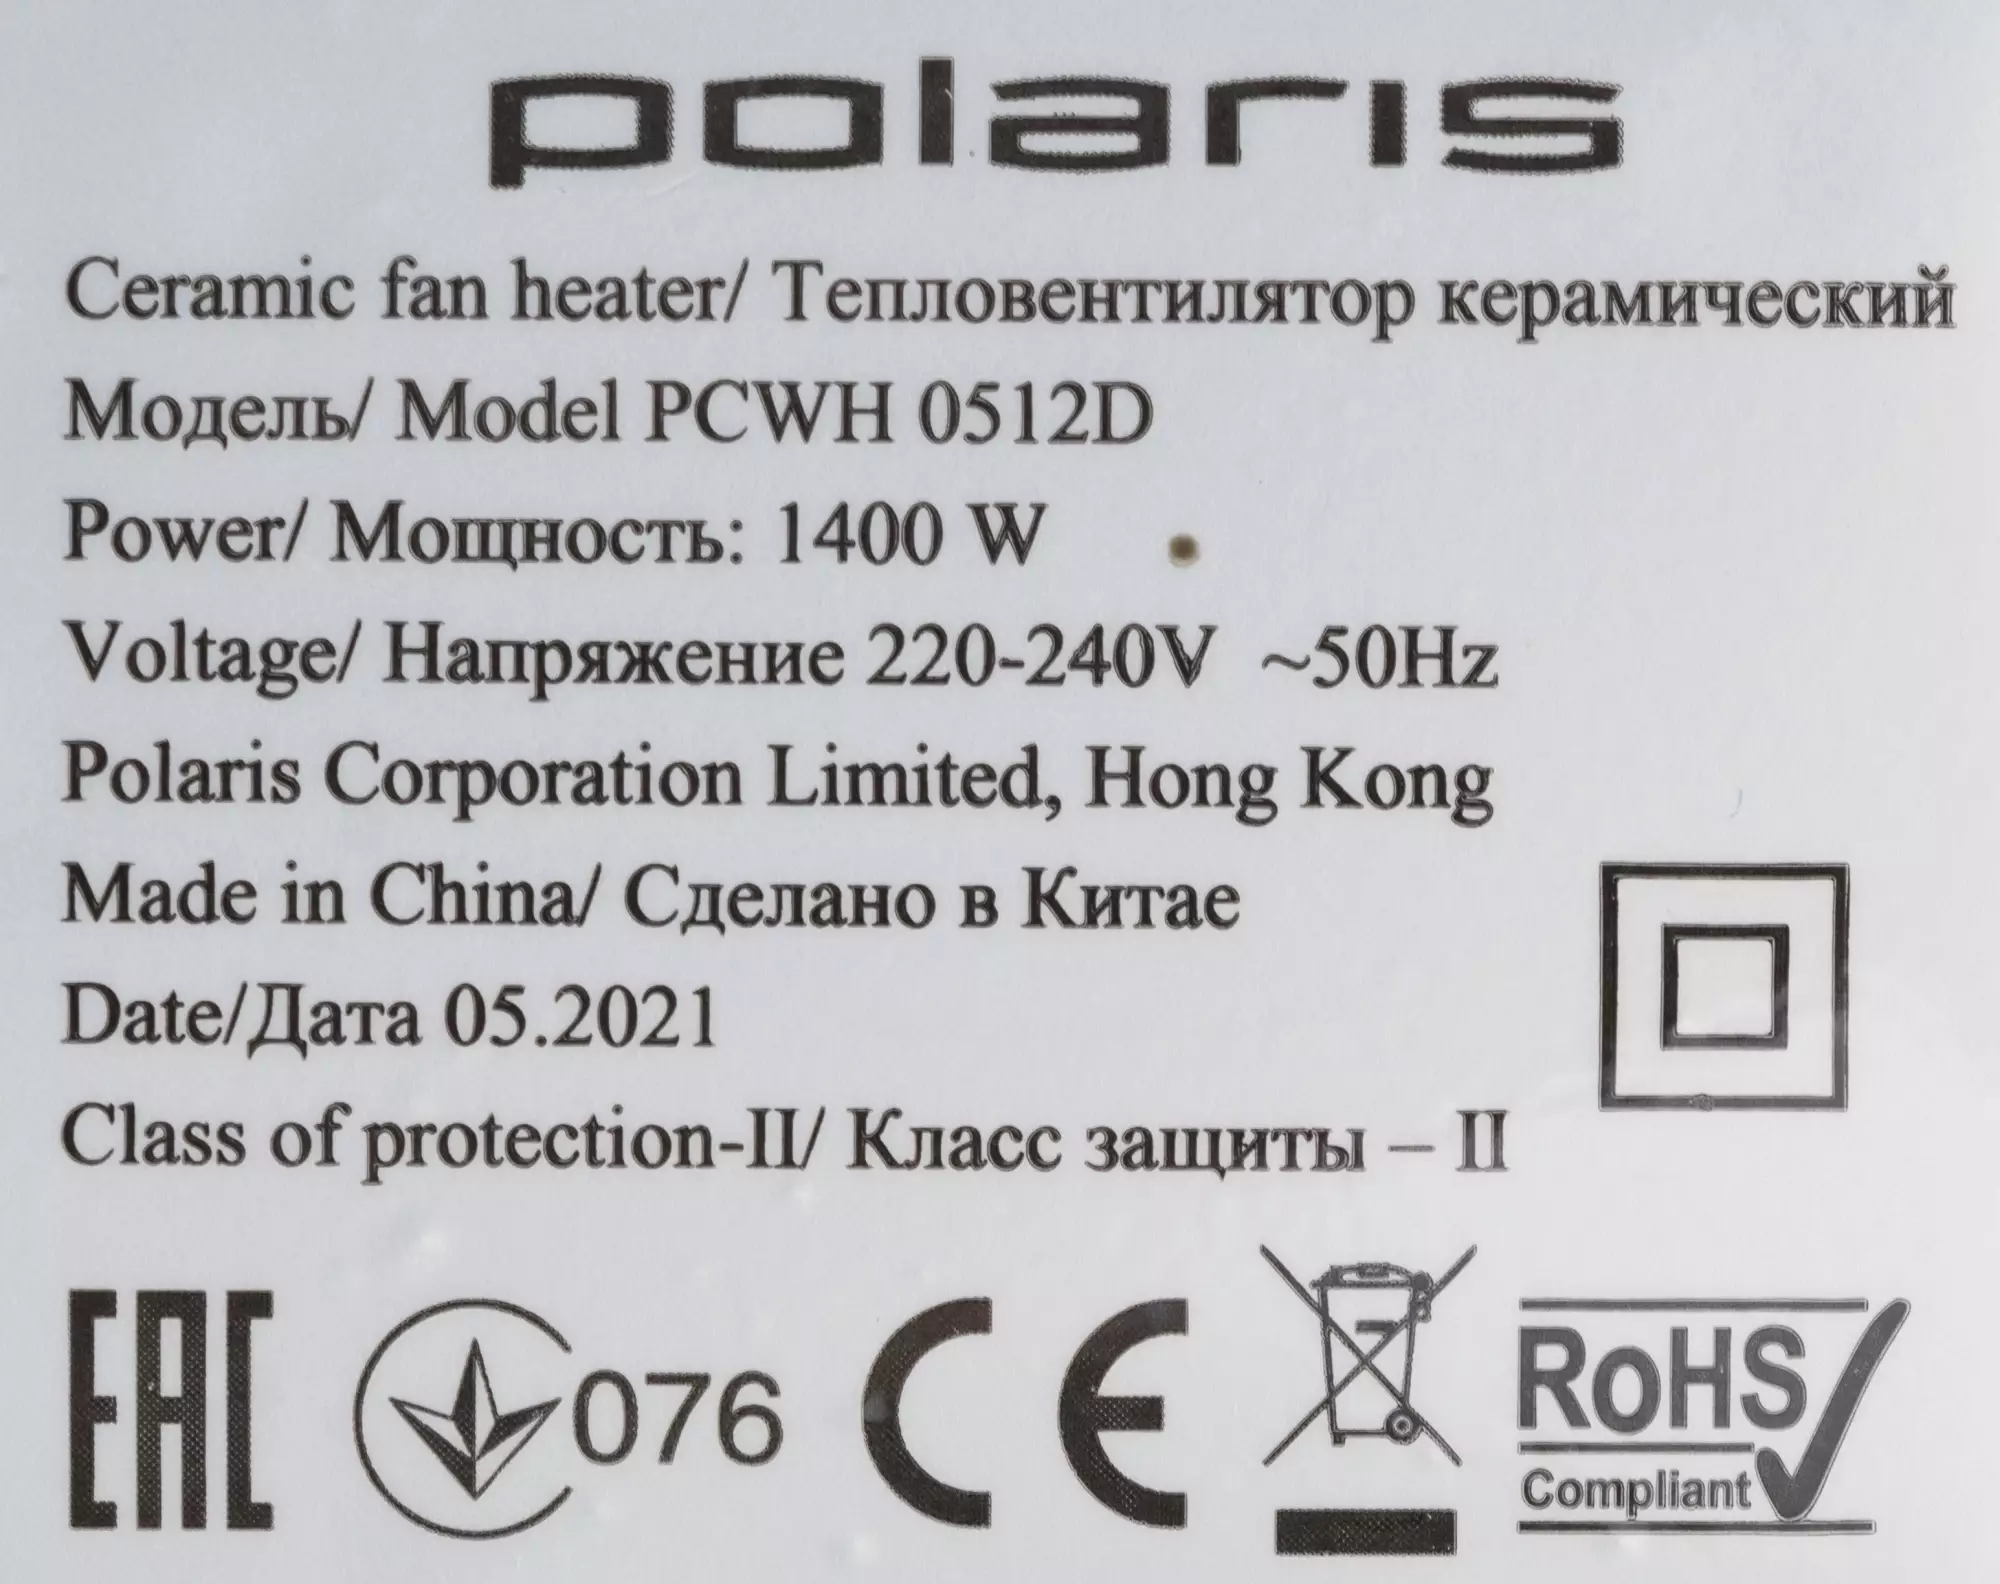 polaris
Ceramic fan heater/ Тепловентилятор керамический
Модель/ Model PCWH 0512D
Power/ Мощность: 1400 W
Voltage/ Напряжение 220-240V ~50Hz
Polaris Corporation Limited, Hong Kong
Made in China/ Сделано в Китае
Date/Дата 05.2021
Class of protection-II/ Класс защиты – II
EAC 076 CE RoHS
Compliant